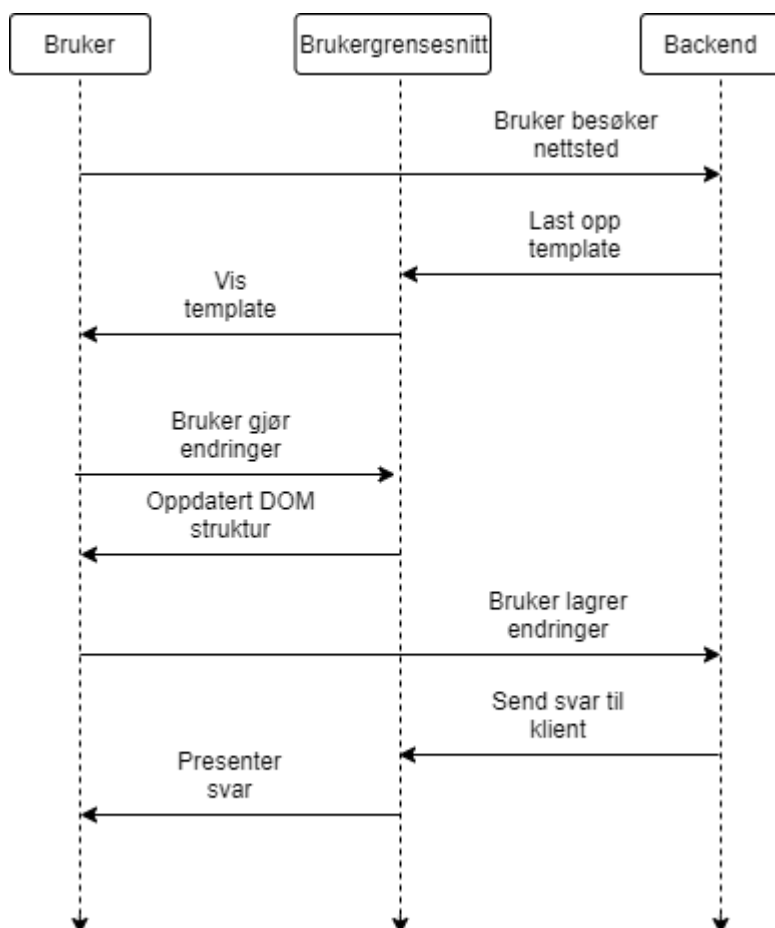 Bruker
Brukergrensesnitt
Backend
Bruker besøker
nettsted
Last opp
template
Vis
template
Bruker gjør
endringer
Oppdatert DOM
struktur
Bruker lagrer
endringer
Send svar til
klient
Presenter
svar